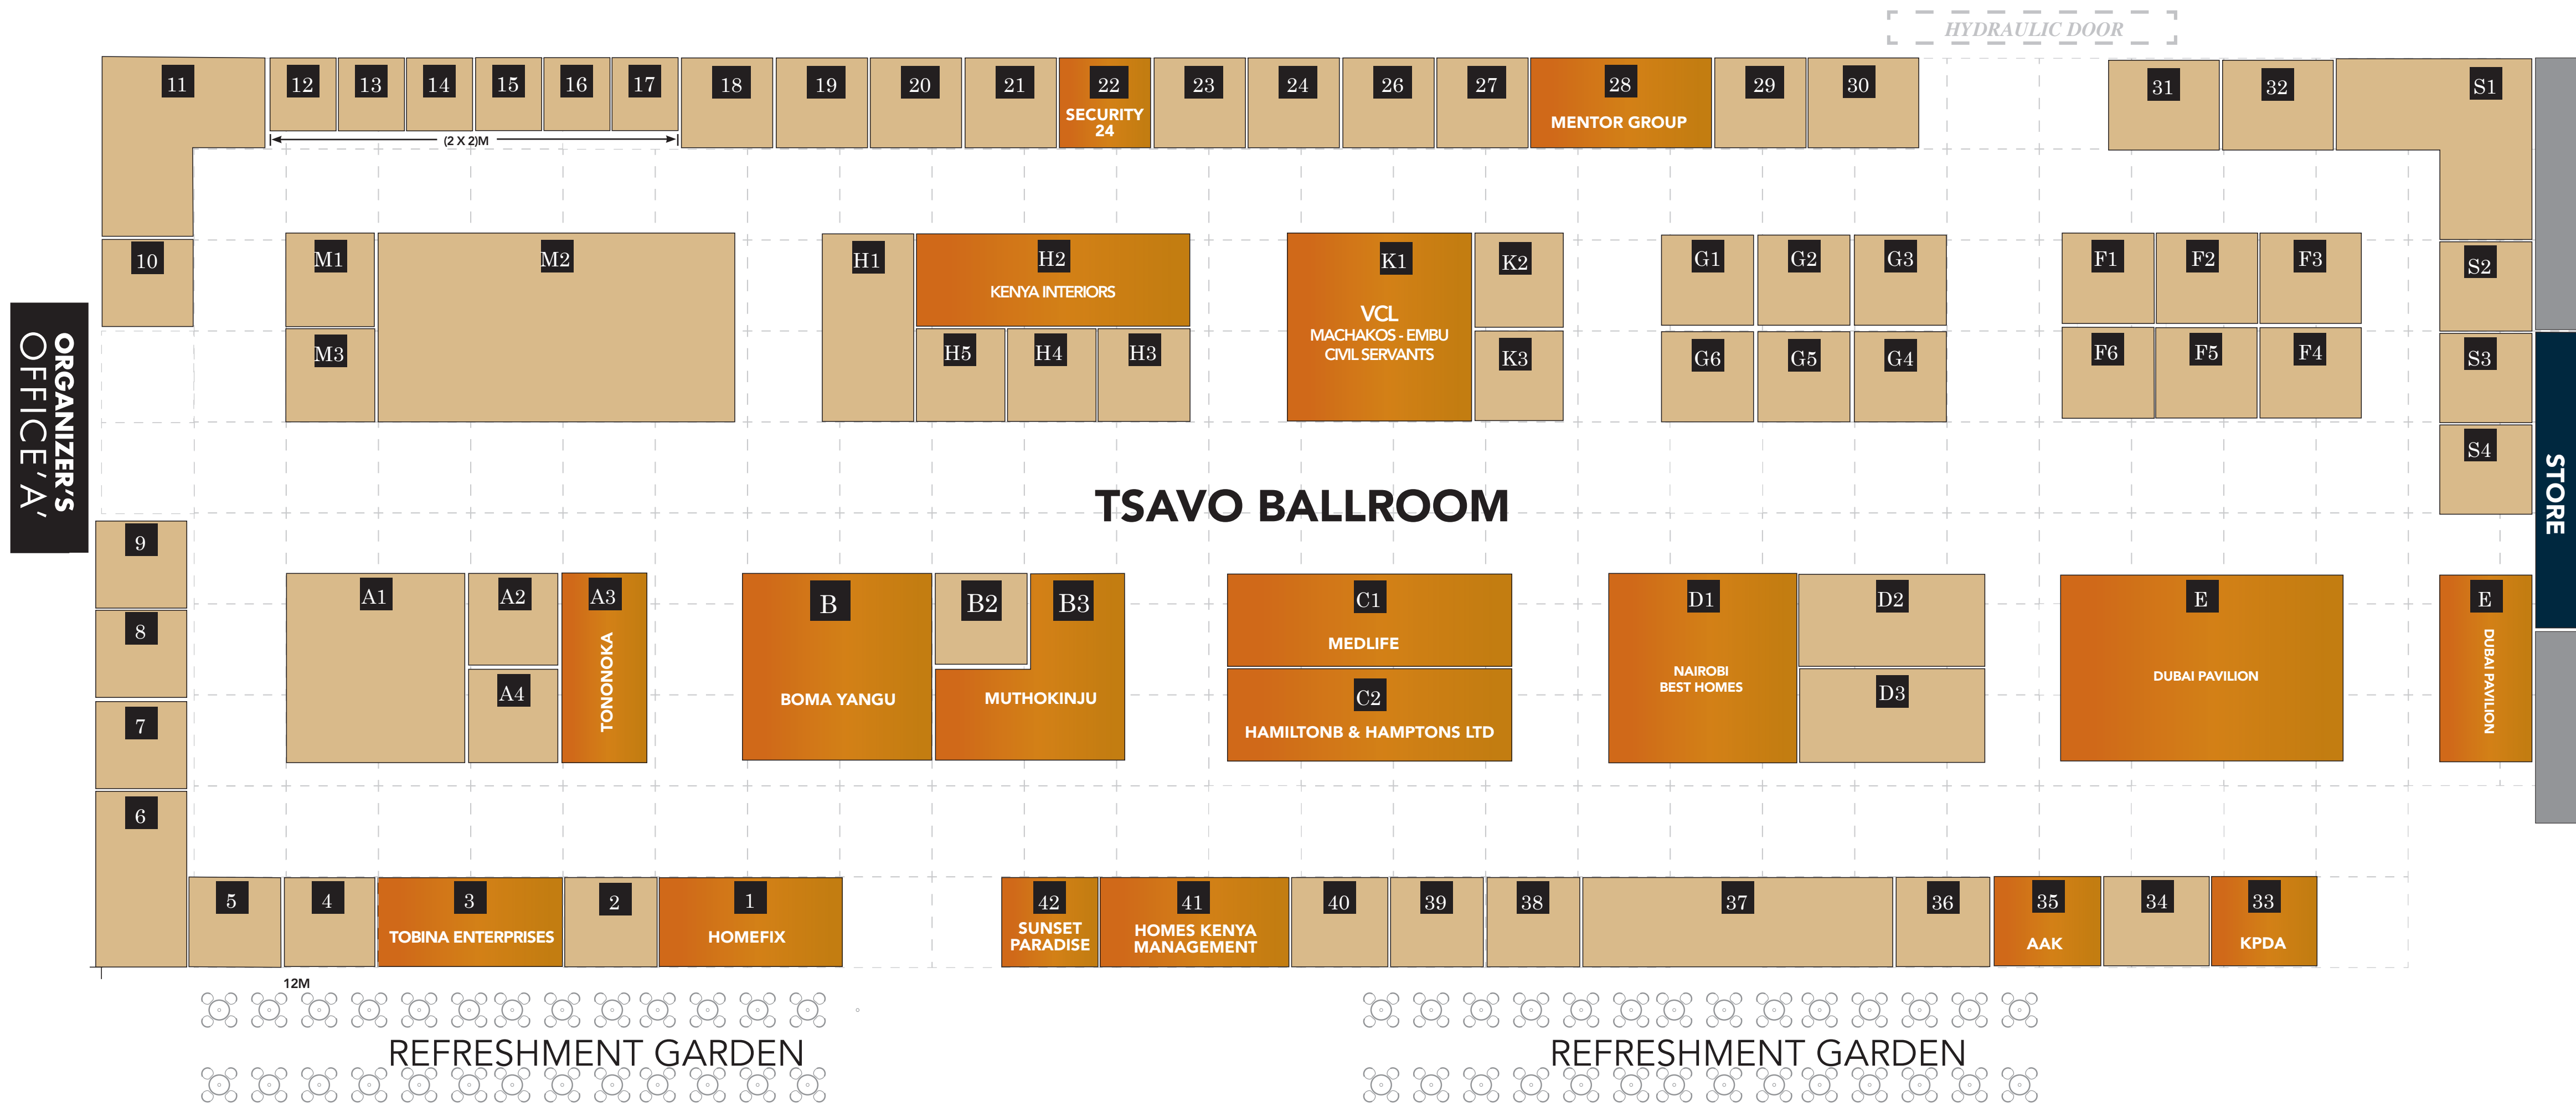 HYDRAULIC DOOR
11
12
13
14
15
16
17
18
19
20
21
22
SECURITY
24
23
24
26
27
28
MENTOR GROUP
29
30
31
32
S1
(2 X 2)M
10
M1
M2
M3
H1
H2
KENYA INTERIORS
H5
H4
H3
K1
VCL
MACHAKOS - EMBU
CIVIL SERVANTS
K2
K3
G1
G2
G3
G6
G5
G4
F1
F2
F3
F6
F5
F4
S2
S3
S4
ORGANIZER'S
OFFICE'A'
STORE
TSAVO BALLROOM
9
8
7
6
A1
A2
A3
TONONOKA
A4
B
BOMA YANGU
B2
B3
MUTHOKINJU
C1
MEDLIFE
C2
HAMILTONB & HAMPTONS LTD
D1
NAIROBI
BEST HOMES
D2
D3
E
DUBAI PAVILION
E
DUBAI PAVILION
5
4
3
TOBINA ENTERPRISES
2
1
HOMEFIX
42
SUNSET
PARADISE
41
HOMES KENYA
MANAGEMENT
40
39
38
37
36
35
AAK
34
33
KPDA
12M
REFRESHMENT GARDEN
REFRESHMENT GARDEN